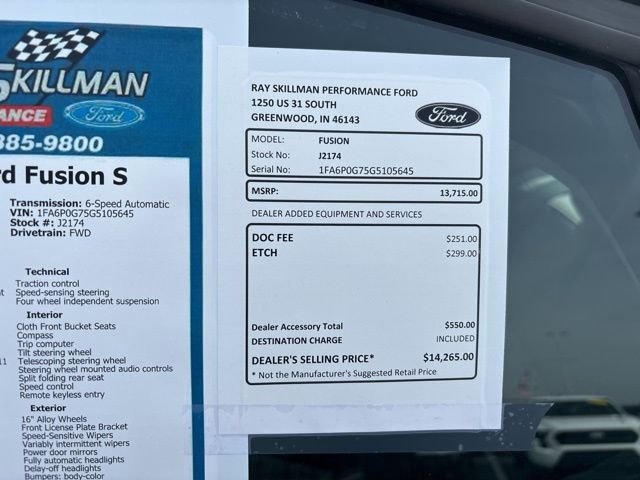 SKILLMAN
ANCE Ford
885-9800
rd Fusion S
Transmission: 6-Speed Automatic
VIN: 1FA6P0G75G5105645
Stock #: J2174
Drivetrain: FWD
Technical
Traction control
nt Speed-sensing steering
Four wheel independent suspension
Interior
Cloth Front Bucket Seats
Compass
Trip computer
Tilt steering wheel
11 Telescoping steering wheel
Steering wheel mounted audio controls
Split folding rear seat
Speed control
Remote keyless entry
Exterior
16" Alloy Wheels
Front License Plate Bracket
Speed-Sensitive Wipers
Variably intermittent wipers
Power door mirrors
Fully automatic headlights
Delay-off headlights
Bumpers: body-color
RAY SKILLMAN PERFORMANCE FORD
1250 US 31 SOUTH
GREENWOOD, IN 46143
Ford
MODEL: FUSION
Stock No: J2174
Serial No: 1FA6P0G75G5105645
MSRP: 13,715.00
DEALER ADDED EQUIPMENT AND SERVICES
DOC FEE $251.00
ETCH $299.00
Dealer Accessory Total $550.00
DESTINATION CHARGE INCLUDED
DEALER'S SELLING PRICE* $14,265.00
* Not the Manufacturer's Suggested Retail Price